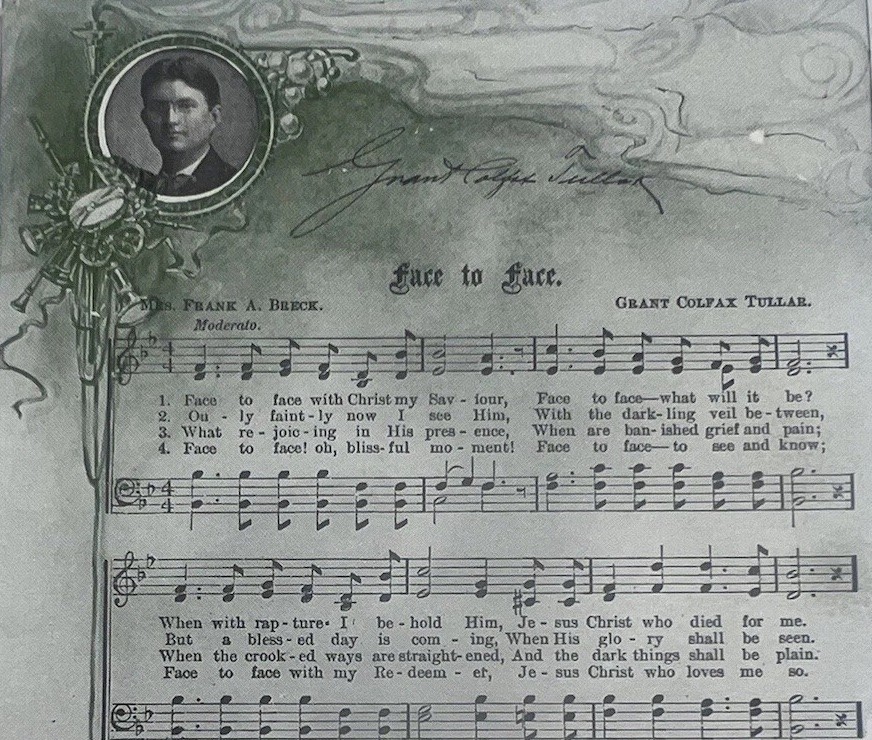 Grant Colfax Tullar
Face to Face.
Mrs. Frank A. Breck.
Grant Colfax Tullar.
Moderato.
1. Face to face with Christ my Sav - iour, Face to face—what will it be?
2. On - ly faint - ly now I see Him, With the dark - ling veil be - tween,
3. What re - joic - ing in His pres - ence, When are ban - ished grief and pain;
4. Face to face! oh, bliss - ful mo - ment! Face to face—to see and know;
When with rap - ture I be - hold Him, Je - sus Christ who died for me.
But a bless - ed day is com - ing, When His glo - ry shall be seen.
When the crook - ed ways are straight - ened, And the dark things shall be plain.
Face to face with my Re - deem - er, Je - sus Christ who loves me so.